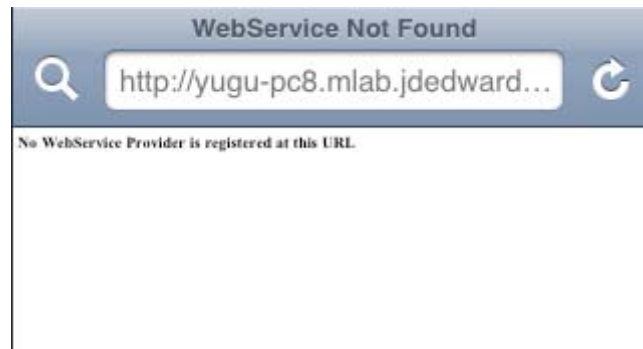 WebService Not Found
http://yugu-pc8.mlab.jdedward...
No WebService Provider is registered at this URL